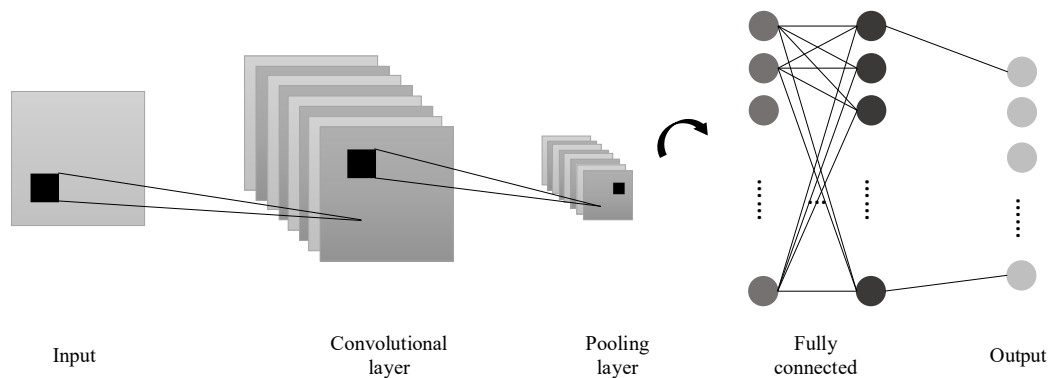 Input
Convolutional
layer
Pooling
layer
Fully
connected
Output